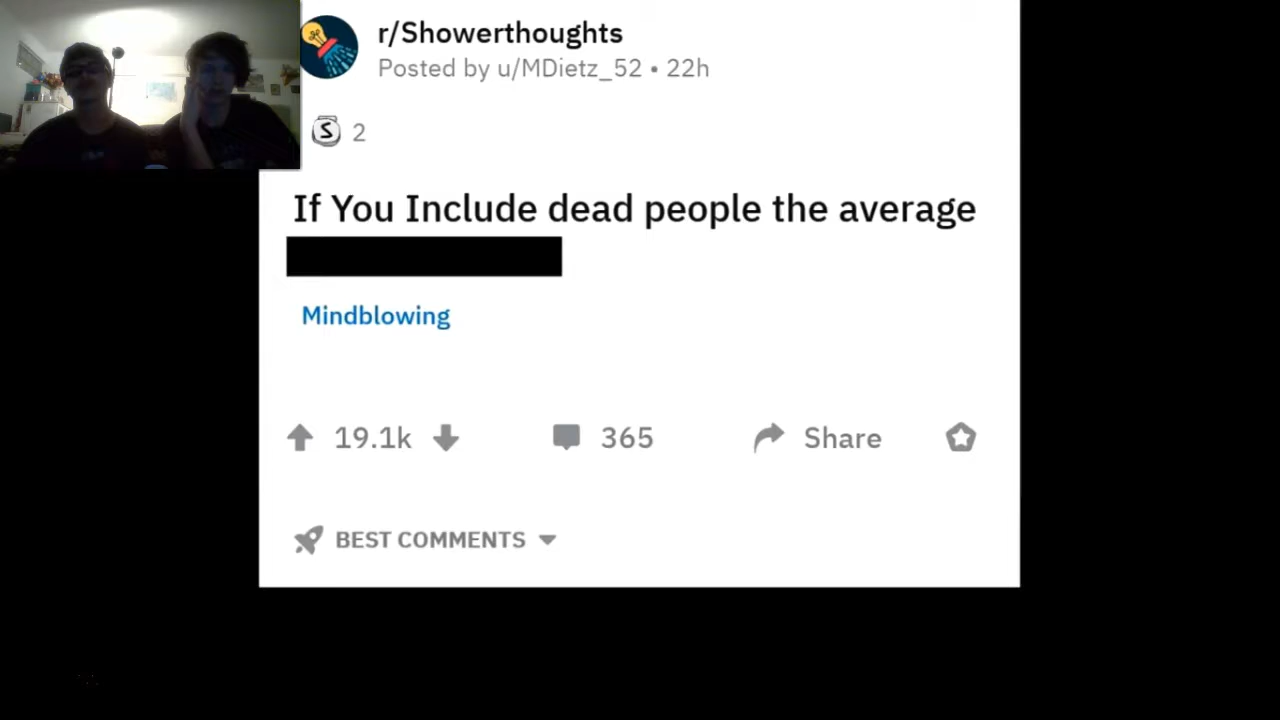 r/Showerthoughts
Posted by u/MDietz_52 • 22h
S 2
If You Include dead people the average
Mindblowing
19.1k 365 Share
BEST COMMENTS